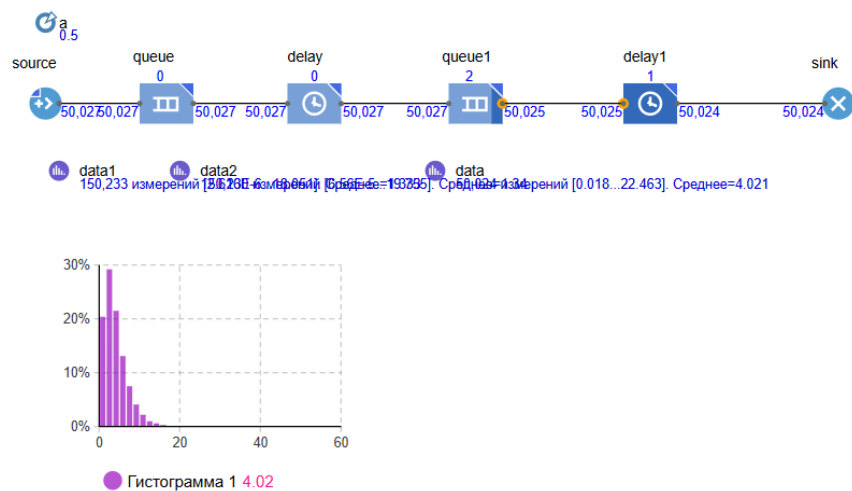 a
0.5
source queue delay queue1 delay1 sink
0 0 2 1
50,027 50,027 50,027 50,027 50,027 50,027 50,025 50,025 50,024 50,024
data1 data2 data
150,233 измерений
измерений [0.018...22.463]. Среднее=4.021
30%
20%
10%
0%
0 20 40 60
Гистограмма 1 4.02